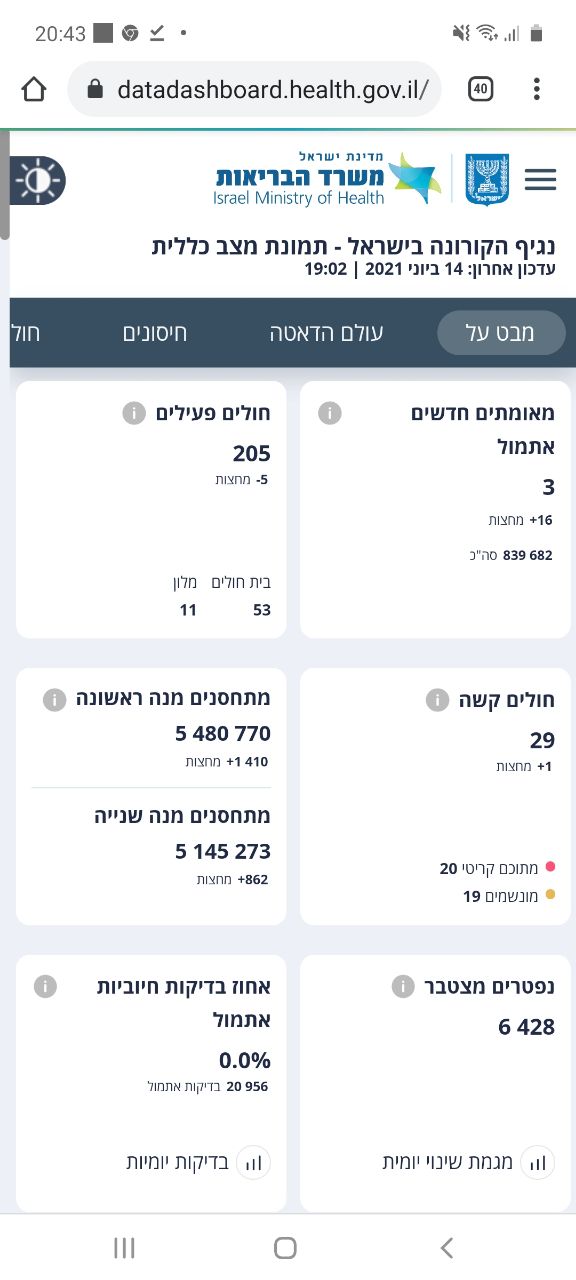 20:43
datadashboard.health.gov.il/
40
מדינת ישראל
משרד הבריאות
Israel Ministry of Health
נגיף הקורונה בישראל - תמונת מצב כללית
עדכון אחרון: 14 ביוני 2021 | 19:02
מבט על
עולם הדאטה
חיסונים
חול
מאומתים חדשים
אתמול
3
+16 מחצות
839 682 סה"כ
חולים פעילים
205
-5 מחצות
בית חולים מלון
53 11
חולים קשה
29
+1 מחצות
מתוכם קריטי 20
מונשמים 19
מתחסנים מנה ראשונה
5 480 770
+1 410 מחצות
מתחסנים מנה שנייה
5 145 273
+862 מחצות
נפטרים מצטבר
6 428
מגמת שינוי יומית
אחוז בדיקות חיוביות
אתמול
0.0%
20 956 בדיקות אתמול
בדיקות יומיות